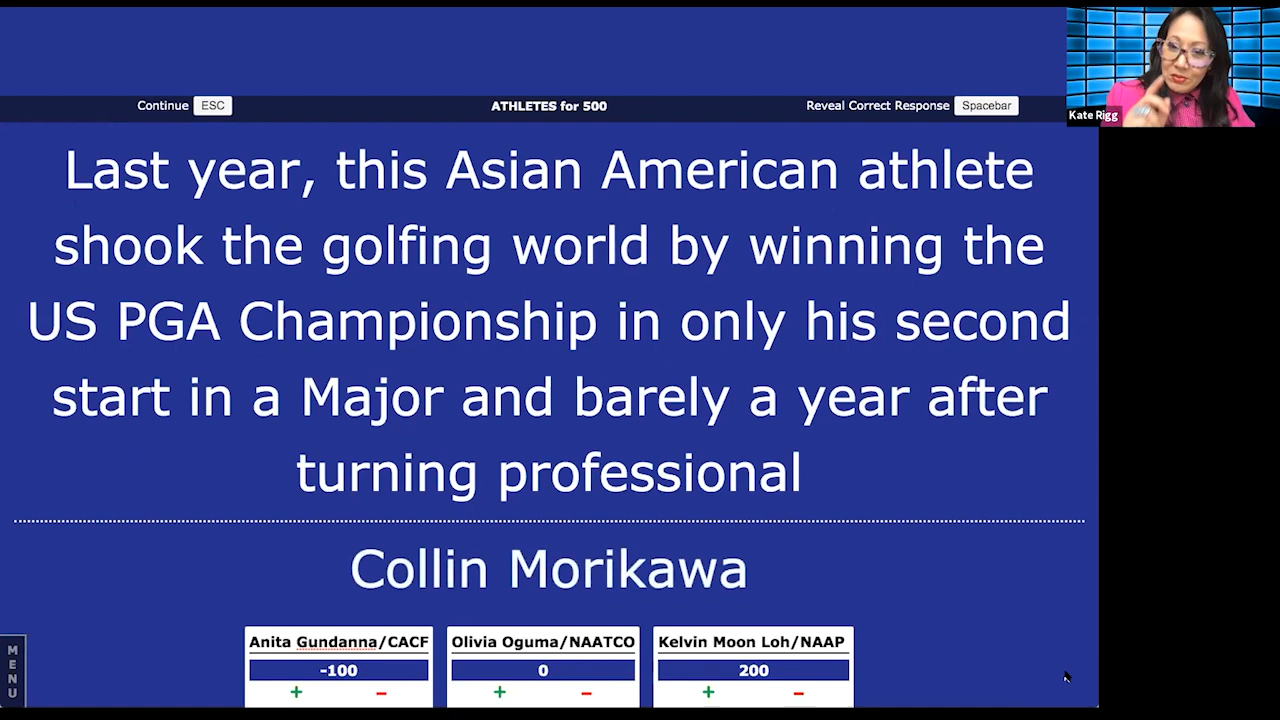 Continue ESC ATHLETES for 500 Reveal Correct Response Spacebar
Kate Rigg
Last year, this Asian American athlete
shook the golfing world by winning the
US PGA Championship in only his second
start in a Major and barely a year after
turning professional
Collin Morikawa
MENU
Anita Gundanna/CACF Olivia Oguma/NAATCO Kelvin Moon Loh/NAAP
-100 0 200
+ − + − + −